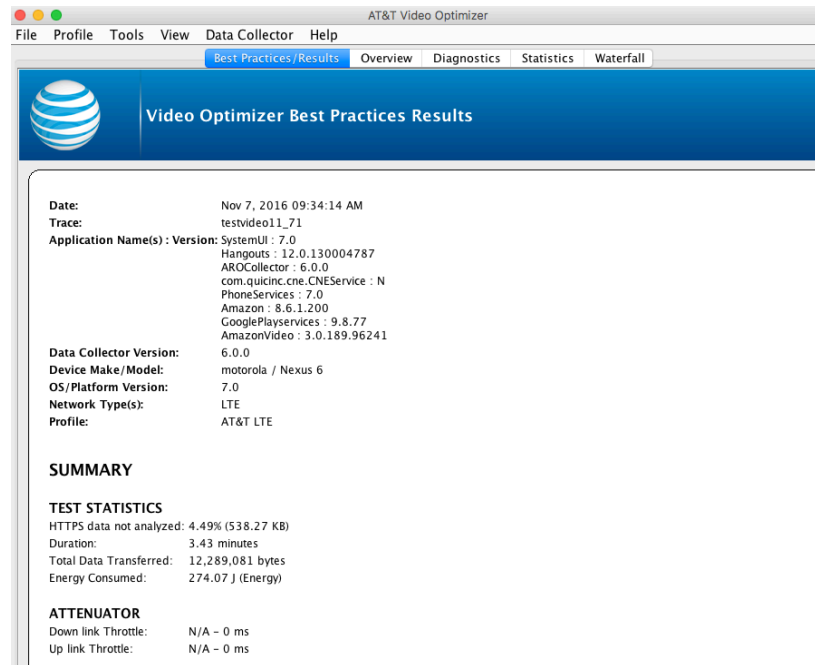 AT&T Video Optimizer
File Profile Tools View Data Collector Help
Best Practices/Results Overview Diagnostics Statistics Waterfall
Video Optimizer Best Practices Results
Date: Nov 7, 2016 09:34:14 AM
Trace: testvideo11_71
Application Name(s) : Version: SystemUI : 7.0
Hangouts : 12.0.130004787
AROCollector : 6.0.0
com.quicinc.cne.CNEService : N
PhoneServices : 7.0
Amazon : 8.6.1.200
GooglePlayservices : 9.8.77
AmazonVideo : 3.0.189.96241
Data Collector Version: 6.0.0
Device Make/Model: motorola / Nexus 6
OS/Platform Version: 7.0
Network Type(s): LTE
Profile: AT&T LTE
SUMMARY
TEST STATISTICS
HTTPS data not analyzed: 4.49% (538.27 KB)
Duration: 3.43 minutes
Total Data Transferred: 12,289,081 bytes
Energy Consumed: 274.07 J (Energy)
ATTENUATOR
Down link Throttle: N/A – 0 ms
Up link Throttle: N/A – 0 ms